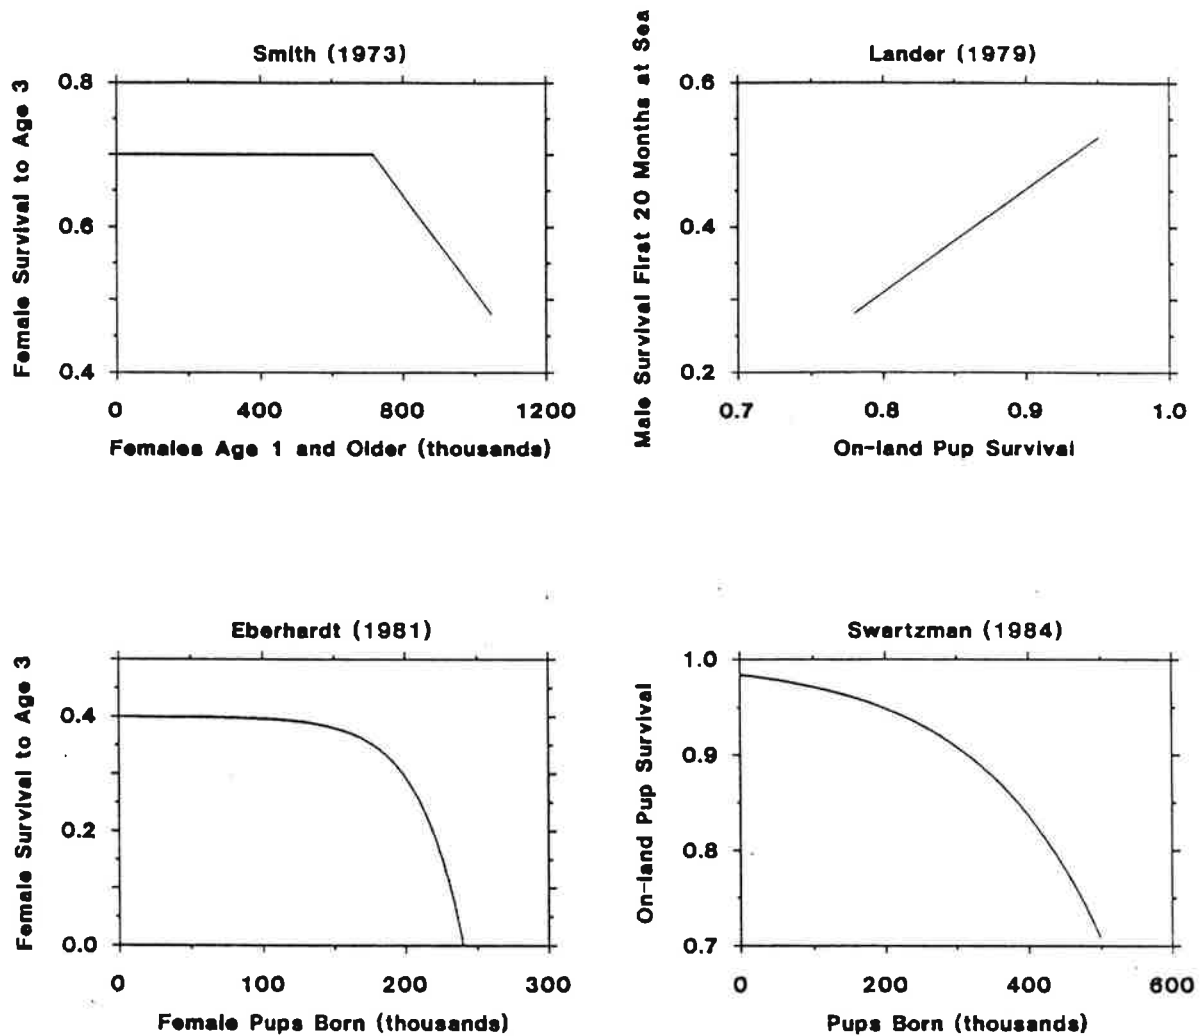 Smith (1973)
Female Survival to Age 3
0.8
0.6
0.4
0 400 800 1200
Females Age 1 and Older (thousands)
Lander (1979)
Male Survival First 20 Months at Sea
0.6
0.4
0.2
0.7 0.8 0.9 1.0
On-land Pup Survival
Eberhardt (1981)
Female Survival to Age 3
0.4
0.2
0.0
0 100 200 300
Female Pups Born (thousands)
Swartzman (1984)
On-land Pup Survival
1.0
0.9
0.8
0.7
0 200 400 600
Pups Born (thousands)